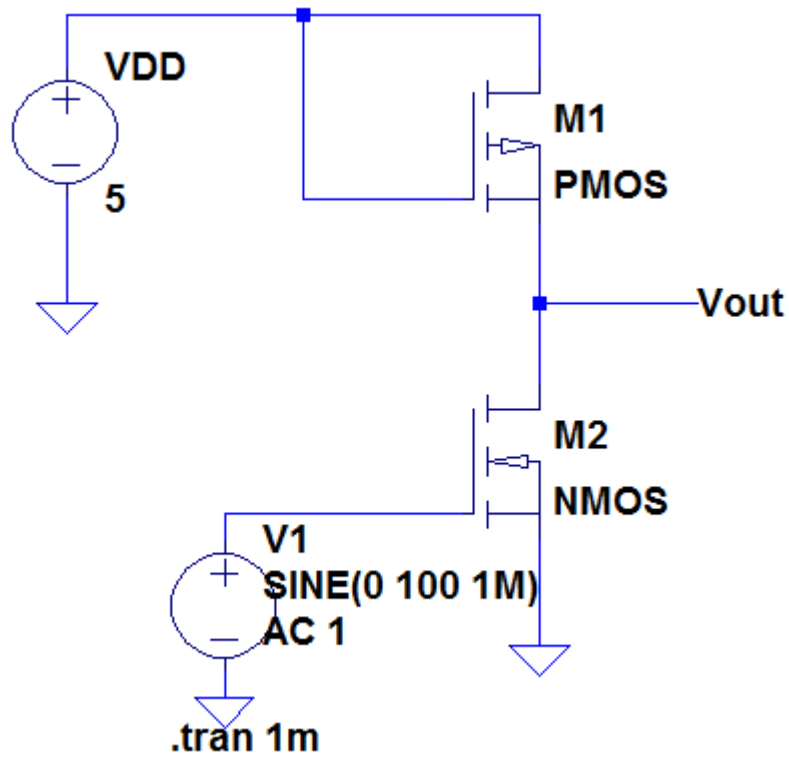 VDD
5
M1
PMOS
Vout
M2
NMOS
V1
SINE(0 100 1M)
AC 1
.tran 1m